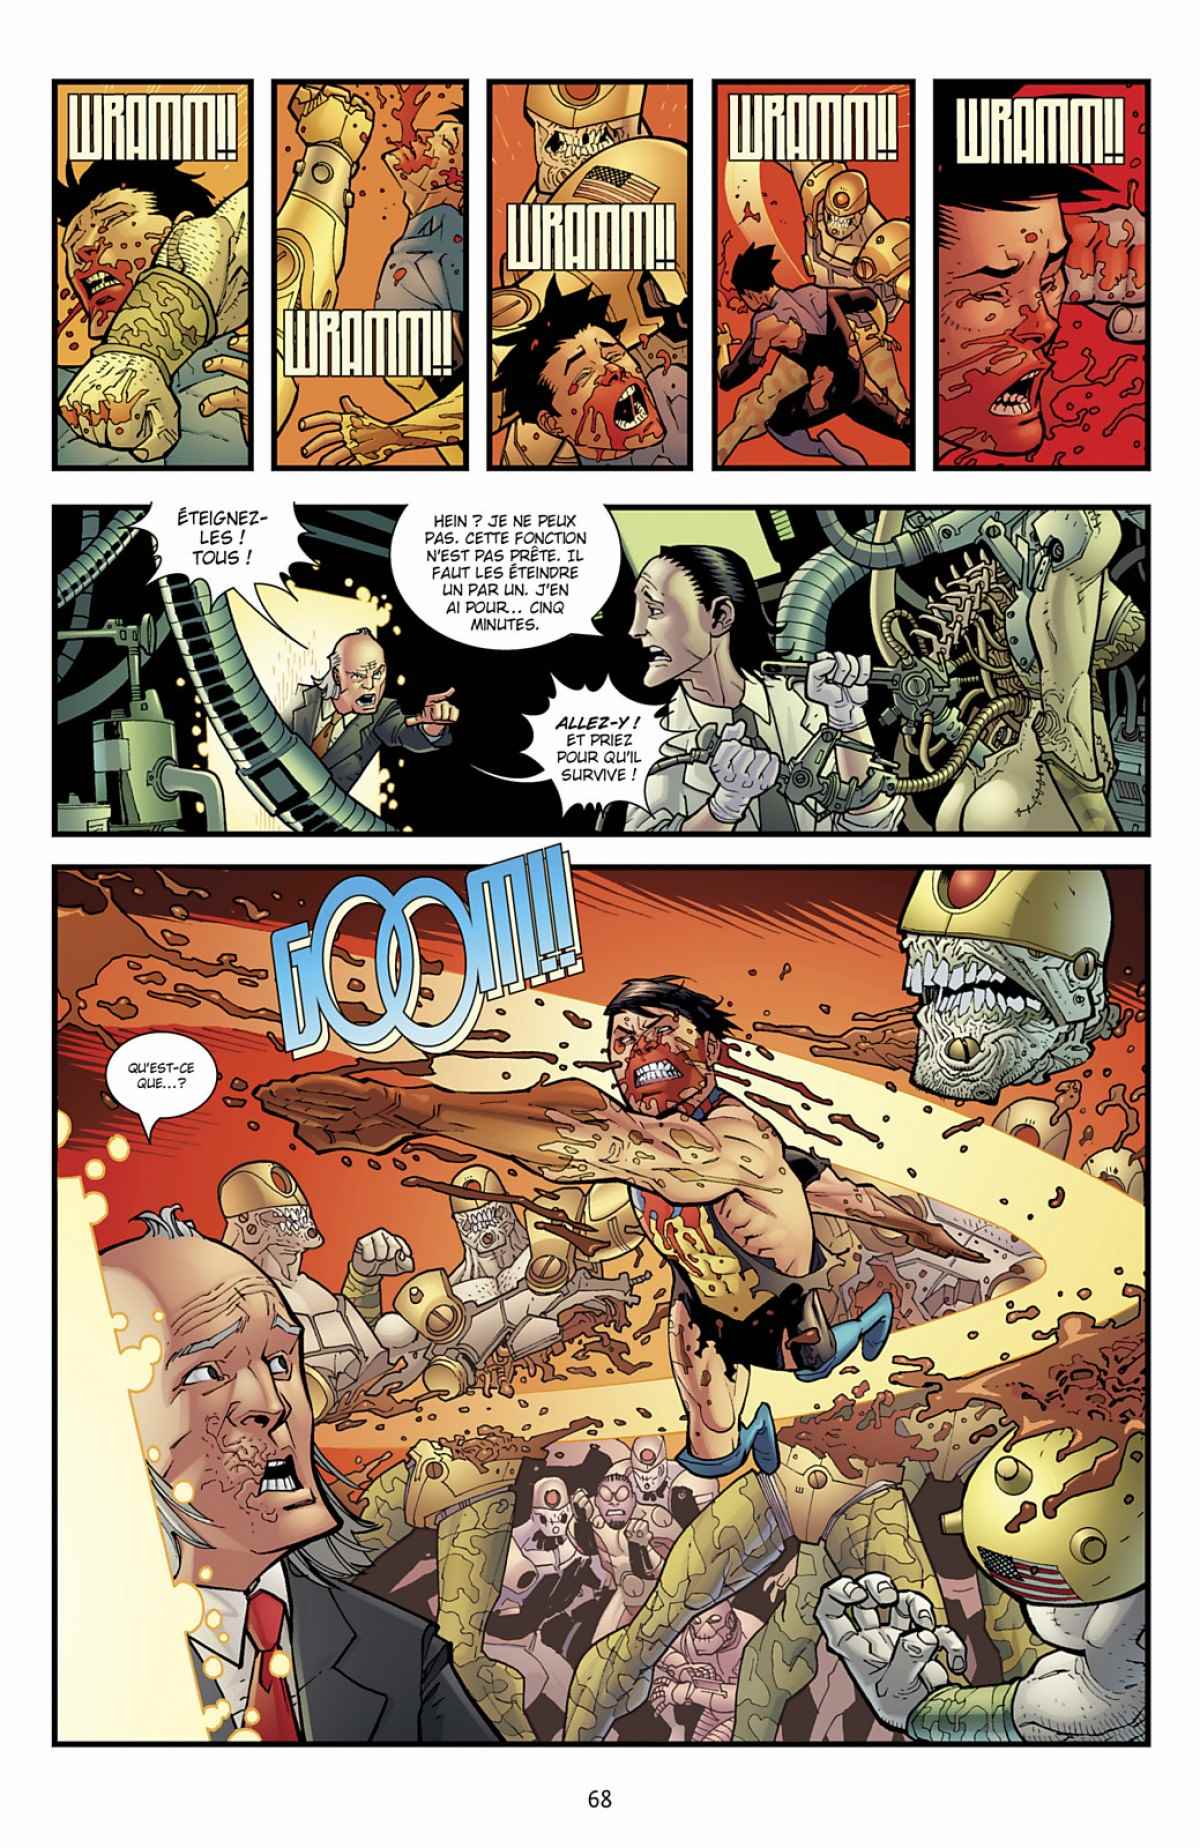 WRAMM!!
WRAMM!!
WRAMM!!
WRAMM!!
WRAMM!!
ÉTEIGNEZ-
LES !
TOUS !
HEIN ? JE NE PEUX
PAS. CETTE FONCTION
N'EST PAS PRÊTE. IL
FAUT LES ÉTEINDRE
UN PAR UN. J'EN
AI POUR... CINQ
MINUTES.
ALLEZ-Y !
ET PRIEZ
POUR QU'IL
SURVIVE !
GOOM!!
QU'EST-CE
QUE...?
68